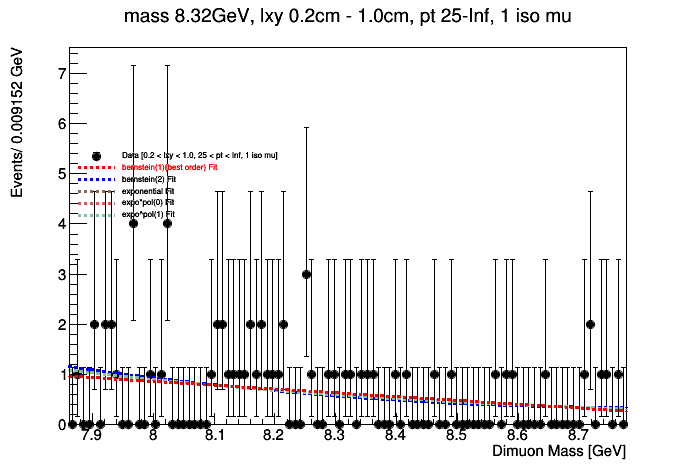 mass 8.32GeV, lxy 0.2cm - 1.0cm, pt 25-Inf, 1 iso mu
Events/ 0.009152 GeV
7
6
5
4
3
2
1
0
Data [0.2 < lxy < 1.0, 25 < pt < Inf, 1 iso mu]
bernstein(1)(best order) Fit
bernstein(2) Fit
exponential Fit
expo*pol(0) Fit
expo*pol(1) Fit
7.9 8 8.1 8.2 8.3 8.4 8.5 8.6 8.7
Dimuon Mass [GeV]